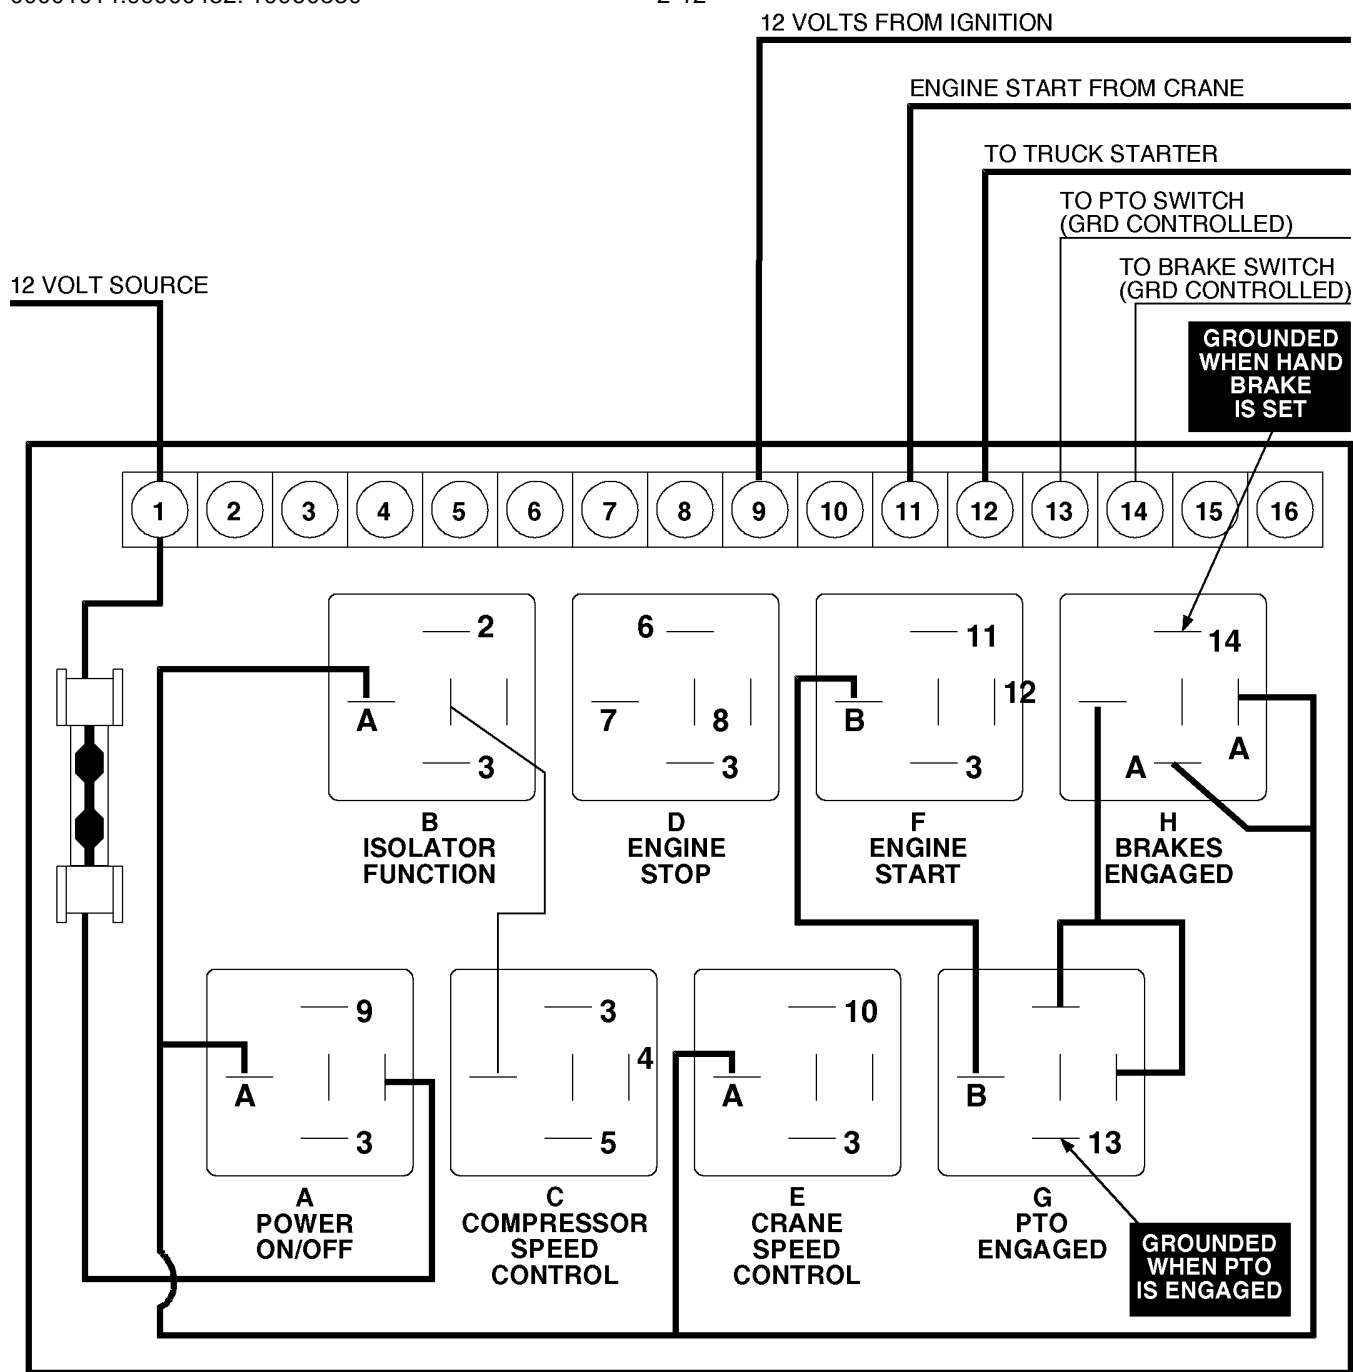 2-12
12 VOLTS FROM IGNITION
ENGINE START FROM CRANE
TO TRUCK STARTER
TO PTO SWITCH
(GRD CONTROLLED)
TO BRAKE SWITCH
(GRD CONTROLLED)
12 VOLT SOURCE
GROUNDED
WHEN HAND
BRAKE
IS SET
1 2 3 4 5 6 7 8 9 10 11 12 13 14 15 16
2
A
3
B
ISOLATOR
FUNCTION
6
7
8
3
D
ENGINE
STOP
11
12
B
3
F
ENGINE
START
14
A
A
H
BRAKES
ENGAGED
9
A
3
A
POWER
ON/OFF
3
4
5
C
COMPRESSOR
SPEED
CONTROL
10
A
3
E
CRANE
SPEED
CONTROL
B
13
G
PTO
ENGAGED
GROUNDED
WHEN PTO
IS ENGAGED